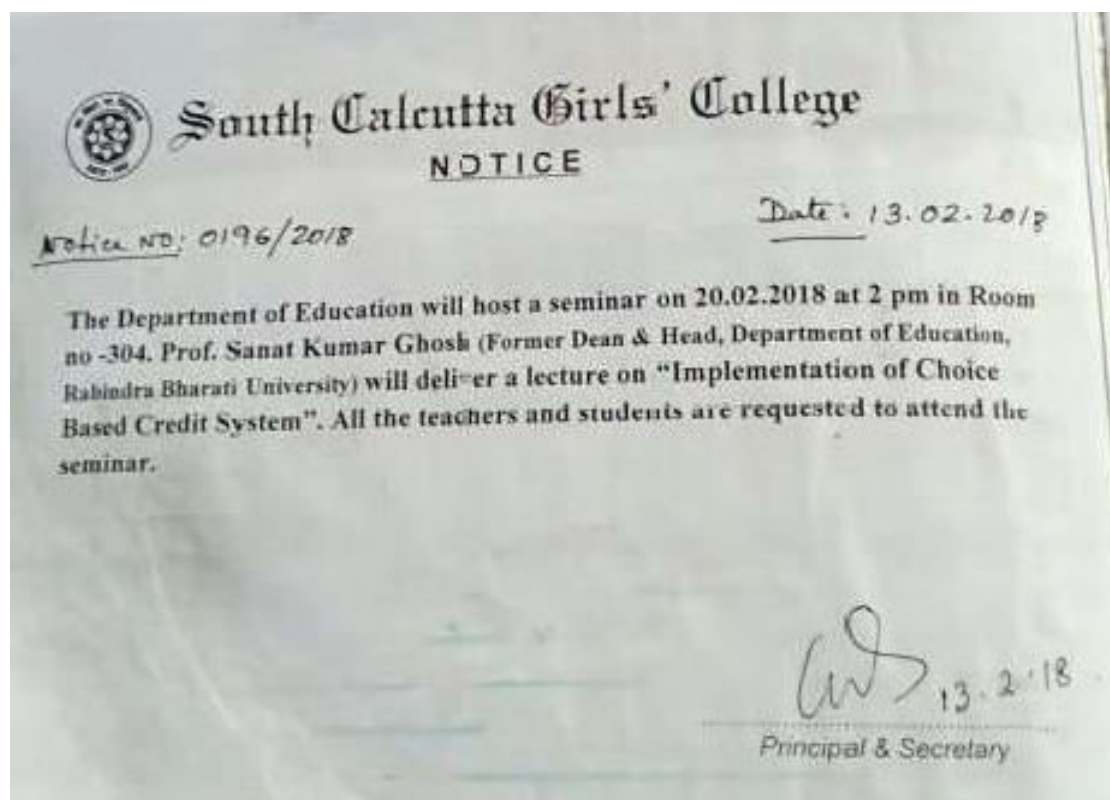 South Calcutta Girls' College
NOTICE
Notice No: 0196/2018
Date: 13.02.2018
The Department of Education will host a seminar on 20.02.2018 at 2 pm in Room
no -304. Prof. Sanat Kumar Ghosh (Former Dean & Head, Department of Education,
Rabindra Bharati University) will deliver a lecture on “Implementation of Choice
Based Credit System”. All the teachers and students are requested to attend the
seminar.
13.2.18
Principal & Secretary